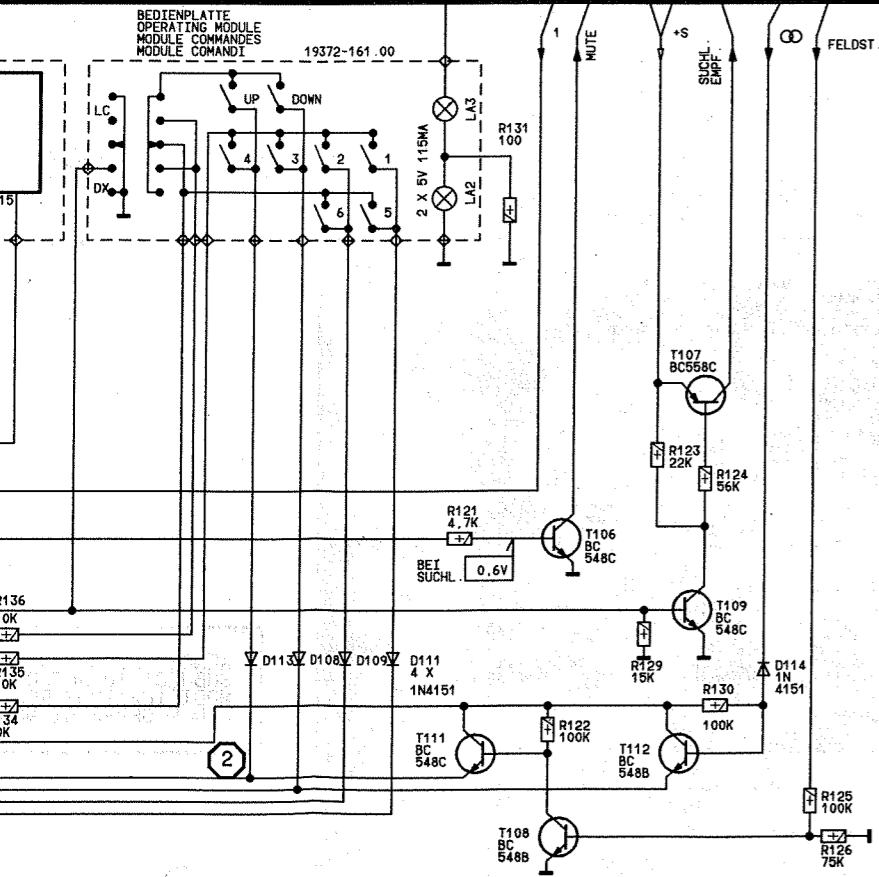 BEDIENPLATTE
OPERATING MODULE
MODULE COMMANDES
MODULE COMANDI
19372-161.00
1
MUTE
+S
SUCHL.
EMPF.
FELDST.
UP
DOWN
LC
DX
4
3
2
1
6
5
2 X 5V 115MA
LA3
LA2
R131
100
15
T107
BC558C
R123
22K
R124
56K
R121
4,7K
T106
BC
548C
BEI
SUCHL.
0,6V
R136
0K
T109
BC
548C
R129
15K
D113
D108
D109
D111
4 X
1N4151
R135
0K
D114
1N
4151
R130
100K
34
0K
T111
BC
548C
R122
100K
T112
BC
548B
2
R125
100K
T108
BC
548B
R126
75K